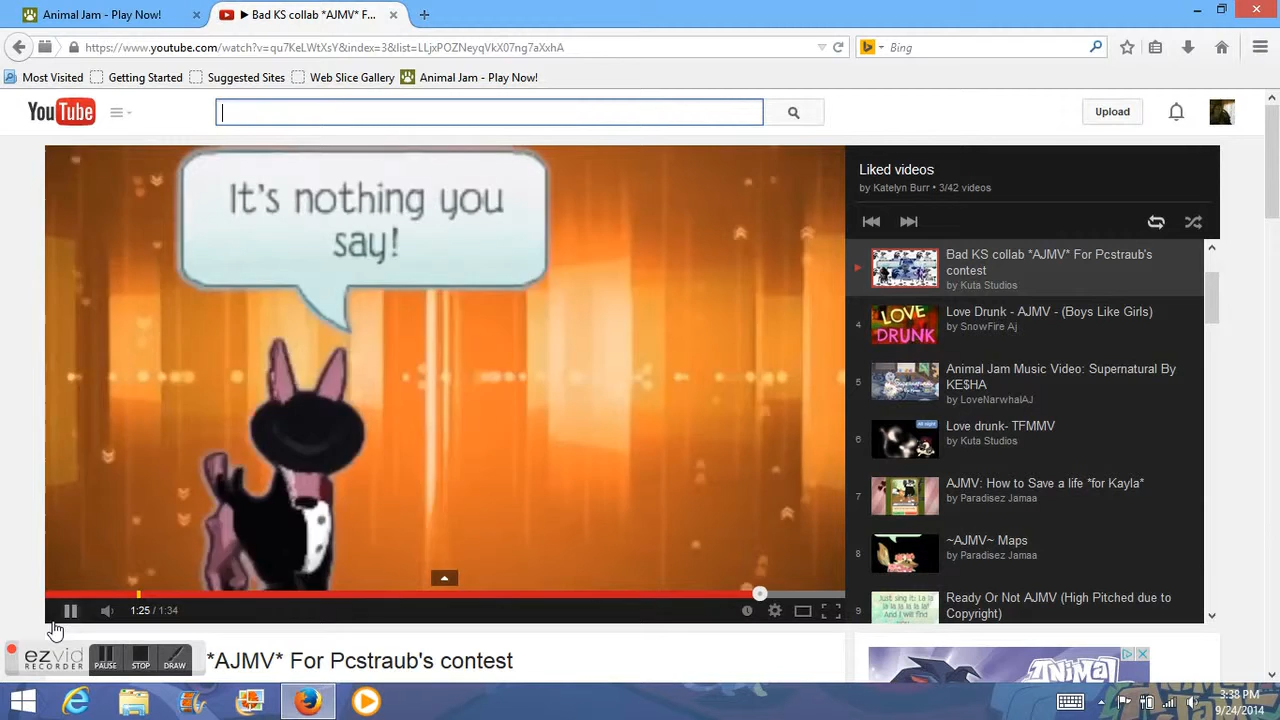 Animal Jam - Play Now!
▶ Bad KS collab *AJMV* F...
https://www.youtube.com/watch?v=qu7KeLWtXsY&index=3&list=LLjxPOZNeyqVkX07ng7aXxhA
Bing
Most Visited
Getting Started
Suggested Sites
Web Slice Gallery
Animal Jam - Play Now!
YouTube
Upload
It's nothing you
say!
Liked videos
by Katelyn Burr • 3/42 videos
Bad KS collab *AJMV* For Pcstraub's
contest
by Kuta Studios
4
LOVE
DRUNK
Love Drunk - AJMV - (Boys Like Girls)
by SnowFire Aj
5
Animal Jam Music Video: Supernatural By
KE$HA
by LoveNarwhalAJ
6
Love drunk- TFMMV
by Kuta Studios
7
AJMV: How to Save a life *for Kayla*
by Paradisez Jamaa
8
~AJMV~ Maps
by Paradisez Jamaa
9
Ready Or Not AJMV (High Pitched due to
Copyright)
1:25 / 1:34
ezvid
RECORDER
PAUSE
STOP
DRAW
*AJMV* For Pcstraub's contest
ANIMAL
3:38 PM
9/24/2014